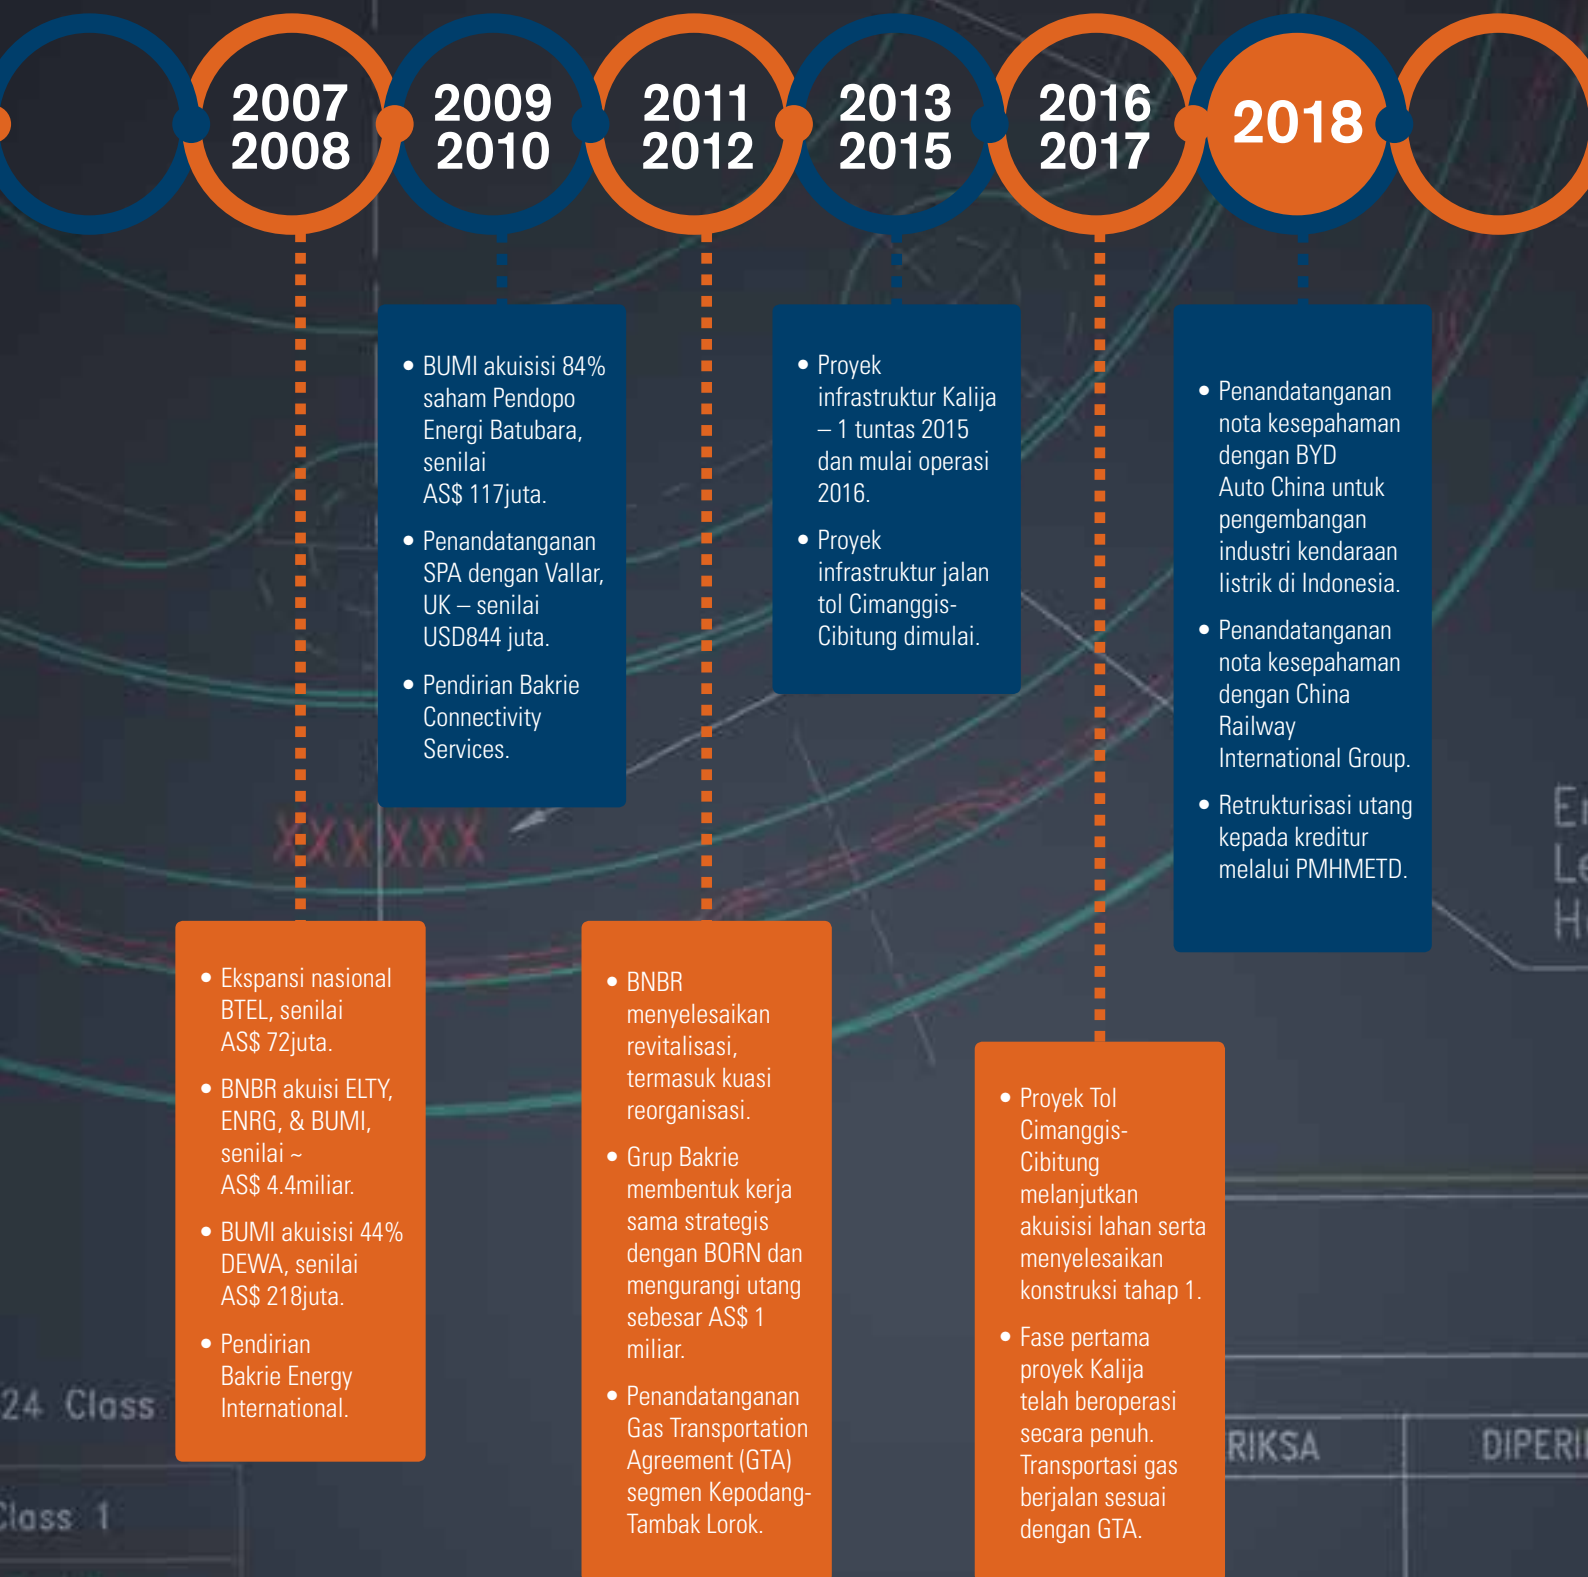 2007
2008
2009
2010
2011
2012
2013
2015
2016
2017
2018
• Ekspansi nasional
BTEL, senilai
AS$ 72juta.
• BNBR akuisi ELTY,
ENRG, & BUMI,
senilai ~
AS$ 4.4miliar.
• BUMI akuisisi 44%
DEWA, senilai
AS$ 218juta.
• Pendirian
Bakrie Energy
International.
• BUMI akuisisi 84%
saham Pendopo
Energi Batubara,
senilai
AS$ 117juta.
• Penandatanganan
SPA dengan Vallar,
UK – senilai
USD844 juta.
• Pendirian Bakrie
Connectivity
Services.
• BNBR
menyelesaikan
revitalisasi,
termasuk kuasi
reorganisasi.
• Grup Bakrie
membentuk kerja
sama strategis
dengan BORN dan
mengurangi utang
sebesar AS$ 1
miliar.
• Penandatanganan
Gas Transportation
Agreement (GTA)
segmen Kepodang-
Tambak Lorok.
• Proyek
infrastruktur Kalija
– 1 tuntas 2015
dan mulai operasi
2016.
• Proyek
infrastruktur jalan
tol Cimanggis-
Cibitung dimulai.
• Proyek Tol
Cimanggis-
Cibitung
melanjutkan
akuisisi lahan serta
menyelesaikan
konstruksi tahap 1.
• Fase pertama
proyek Kalija
telah beroperasi
secara penuh.
Transportasi gas
berjalan sesuai
dengan GTA.
• Penandatanganan
nota kesepahaman
dengan BYD
Auto China untuk
pengembangan
industri kendaraan
listrik di Indonesia.
• Penandatanganan
nota kesepahaman
dengan China
Railway
International Group.
• Retrukturisasi utang
kepada kreditur
melalui PMHMETD.
XXXXXX
24 Class
Class 1
RIKSA
DIPERI